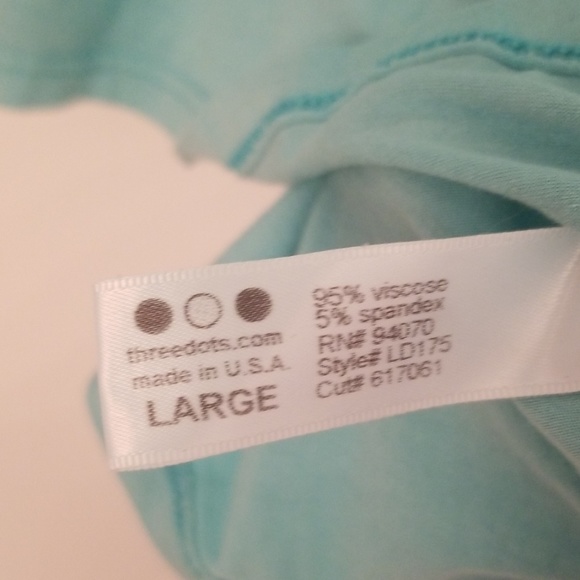 threedots.com
made in U.S.A.
LARGE
95% viscose
5% spandex
RN# 94070
Style# LD175
Cut# 617061